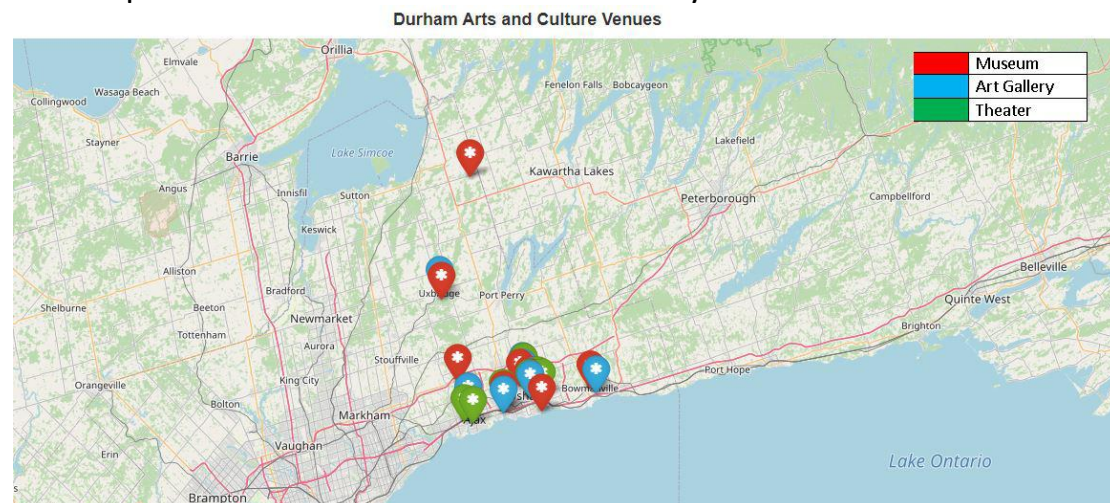 Durham Arts and Culture Venues
Museum
Art Gallery
Theater
Orillia
Elmvale
Wasaga Beach
Collingwood
Fenelon Falls
Bobcaygeon
Stayner
Barrie
Lake Simcoe
Lakefield
Kawartha Lakes
Angus
Innisfil
Sutton
Peterborough
Campbellford
Keswick
Alliston
Belleville
Bradford
Port Perry
Quinte West
Shelburne
Beeton
Newmarket
Tottenham
Brighton
Aurora
Stouffville
Port Hope
Orangeville
King City
Bolton
Markham
Ajax
Vaughan
Erin
Lake Ontario
Brampton